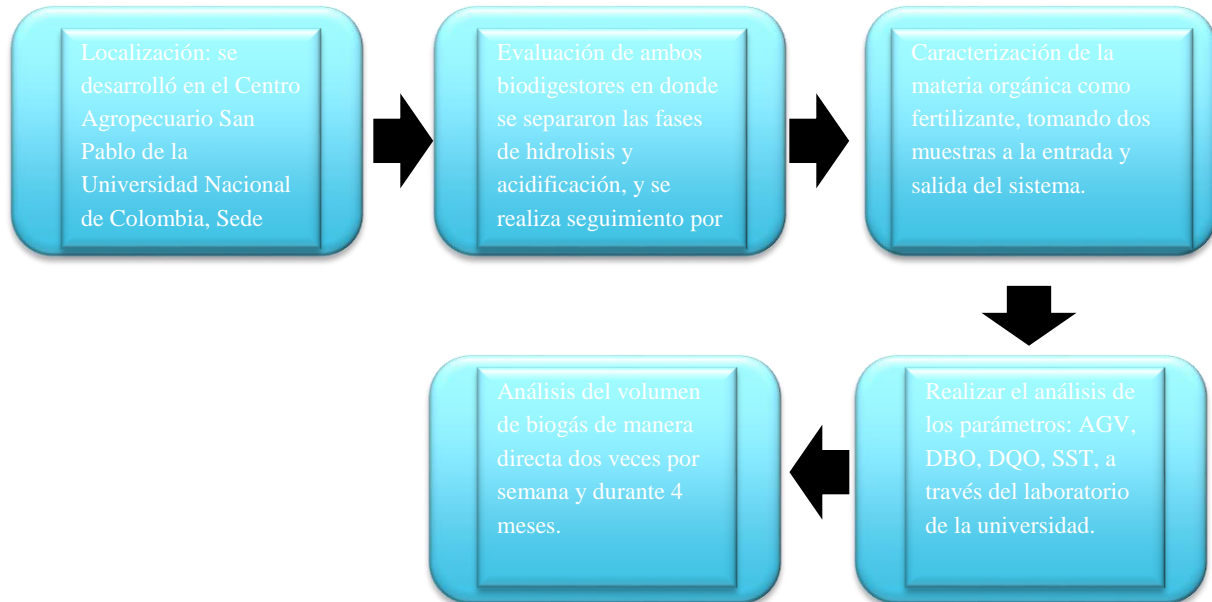 Localización: se
desarrolló en el Centro
Agropecuario San
Pablo de la
Universidad Nacional
de Colombia, Sede
Evaluación de ambos
biodigestores en donde
se separaron las fases
de hidrolisis y
acidificación, y se
realiza seguimiento por
Caracterización de la
materia orgánica como
fertilizante, tomando dos
muestras a la entrada y
salida del sistema.
Realizar el análisis de
los parámetros: AGV,
DBO, DQO, SST, a
través del laboratorio
de la universidad.
Análisis del volumen
de biogás de manera
directa dos veces por
semana y durante 4
meses.